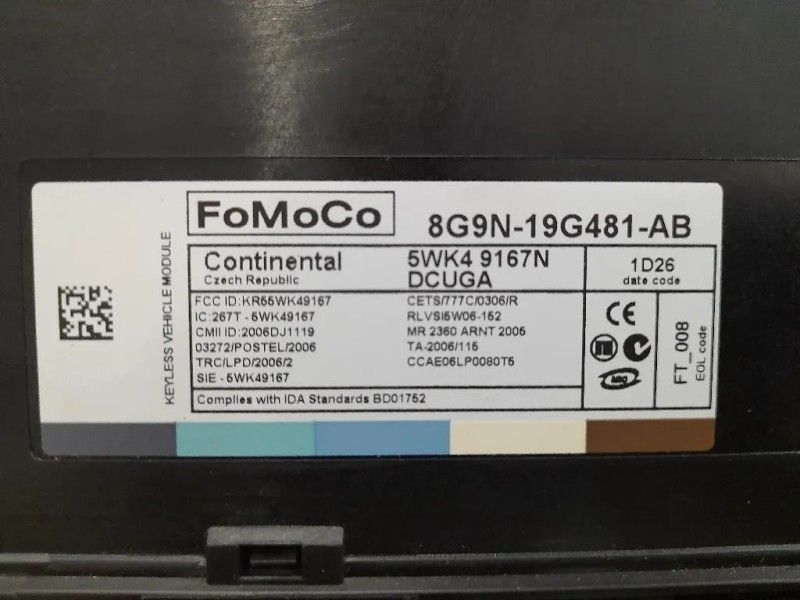 KEYLESS VEHICLE MODULE
FoMoCo
8G9N-19G481-AB
Continental
Czech Republic
5WK4 9167N
DCUGA
1D26
date code
FCC ID:KR55WK49167
IC:267T - 5WK49167
CMII ID:2006DJ1119
03272/POSTEL/2006
TRC/LPD/2006/2
SIE - 5WK49167
CETS/777C/0306/R
RLVSI5W06-152
MR 2360 ARNT 2005
TA-2006/115
CCAE06LP0080T5
CE
FT_008
EOL code
Complies with IDA Standards BD01752